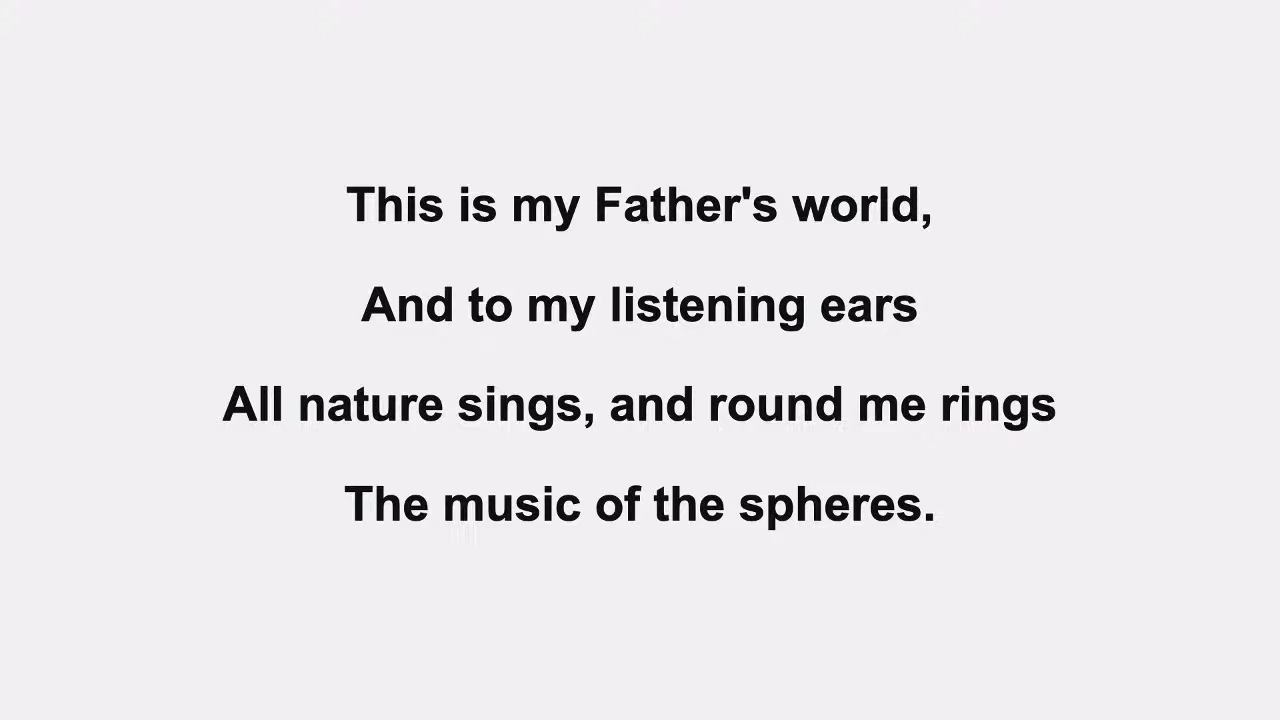 This is my Father's world,
And to my listening ears
All nature sings, and round me rings
The music of the spheres.